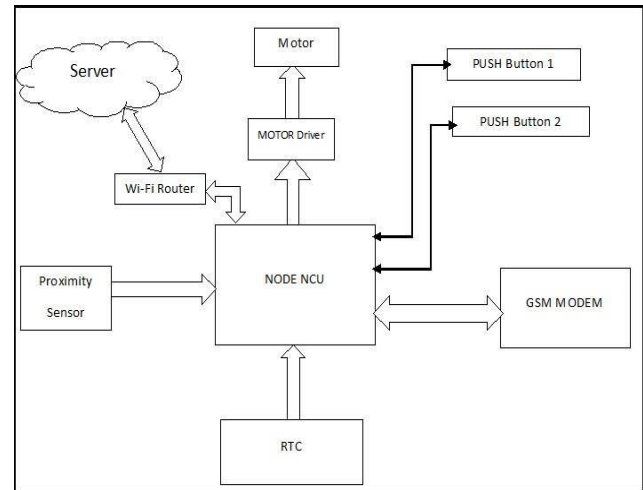 Motor
Server
PUSH Button 1
MOTOR Driver
PUSH Button 2
Wi-Fi Router
NODE NCU
Proximity
Sensor
GSM MODEM
RTC